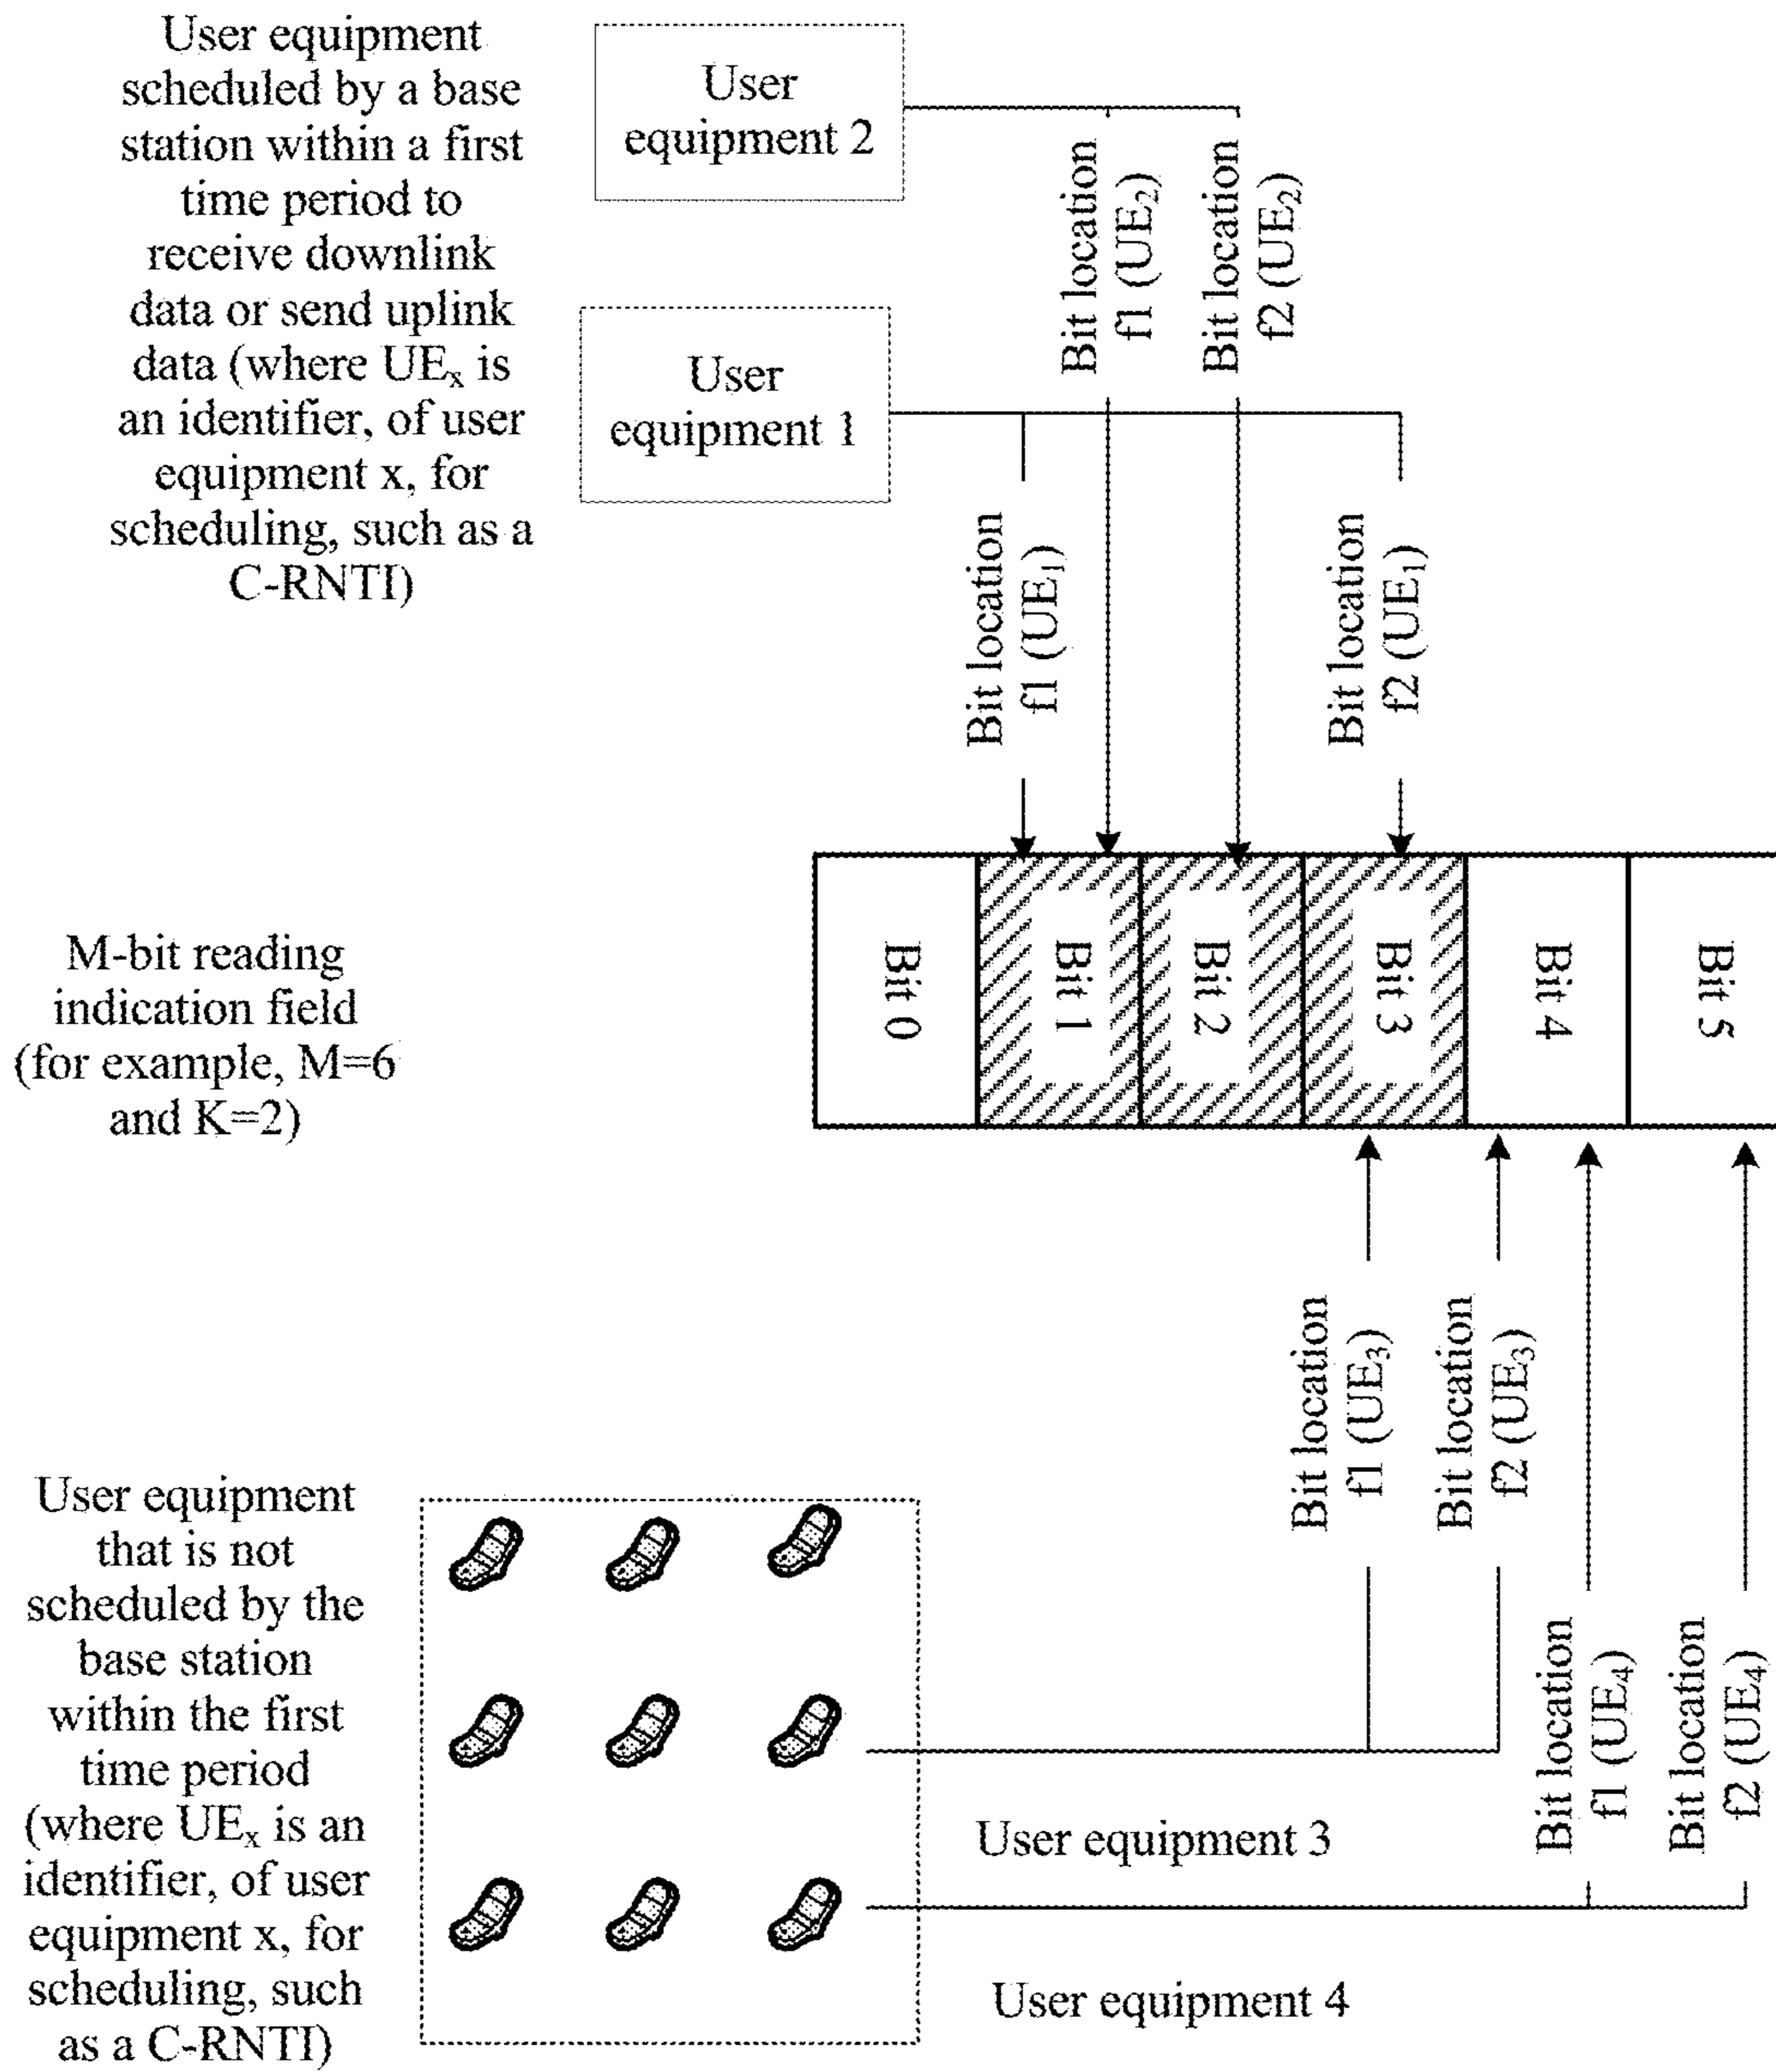 User equipment
scheduled by a base
station within a first
time period to
receive downlink
data or send uplink
data (where UEₓ is
an identifier, of user
equipment x, for
scheduling, such as a
C-RNTI)
User
equipment 2
User
equipment 1
Bit location
f1 (UE₂)
Bit location
f2 (UE₂)
Bit location
f1 (UE₁)
Bit location
f2 (UE₁)
M-bit reading
indication field
(for example, M=6
and K=2)
Bit 0
Bit 1
Bit 2
Bit 3
Bit 4
Bit 5
Bit location
f1 (UE₃)
Bit location
f2 (UE₃)
Bit location
f1 (UE₄)
Bit location
f2 (UE₄)
User equipment
that is not
scheduled by the
base station
within the first
time period
(where UEₓ is an
identifier, of user
equipment x, for
scheduling, such
as a C-RNTI)
User equipment 3
User equipment 4